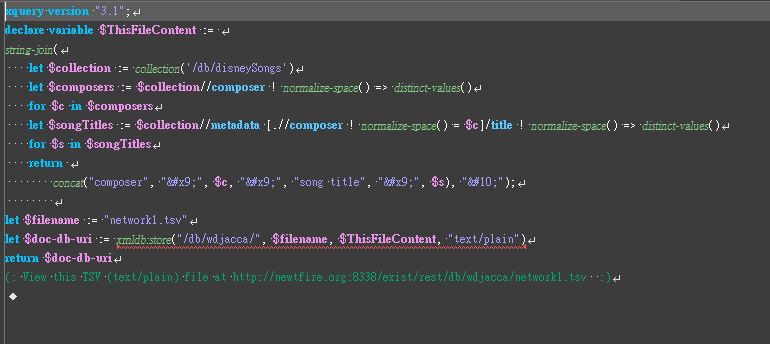 xquery version "3.1";
declare variable $ThisFileContent :=
string-join(
let $collection := collection('/db/disneySongs')
let $composers := $collection//composer ! normalize-space() => distinct-values()
for $c in $composers
let $songTitles := $collection//metadata [.//composer ! normalize-space() = $c]/title ! normalize-space() => distinct-values()
for $s in $songTitles
return
concat("composer", "&#x9;", $c, "&#x9;", "song title", "&#x9;", $s), "&#10;");
let $filename := "network1.tsv"
let $doc-db-uri := xmldb:store("/db/wdjacca/", $filename, $ThisFileContent, "text/plain")
return $doc-db-uri
(: View this TSV (text/plain) file at http://newtfire.org:8338/exist/rest/db/wdjacca/network1.tsv :)